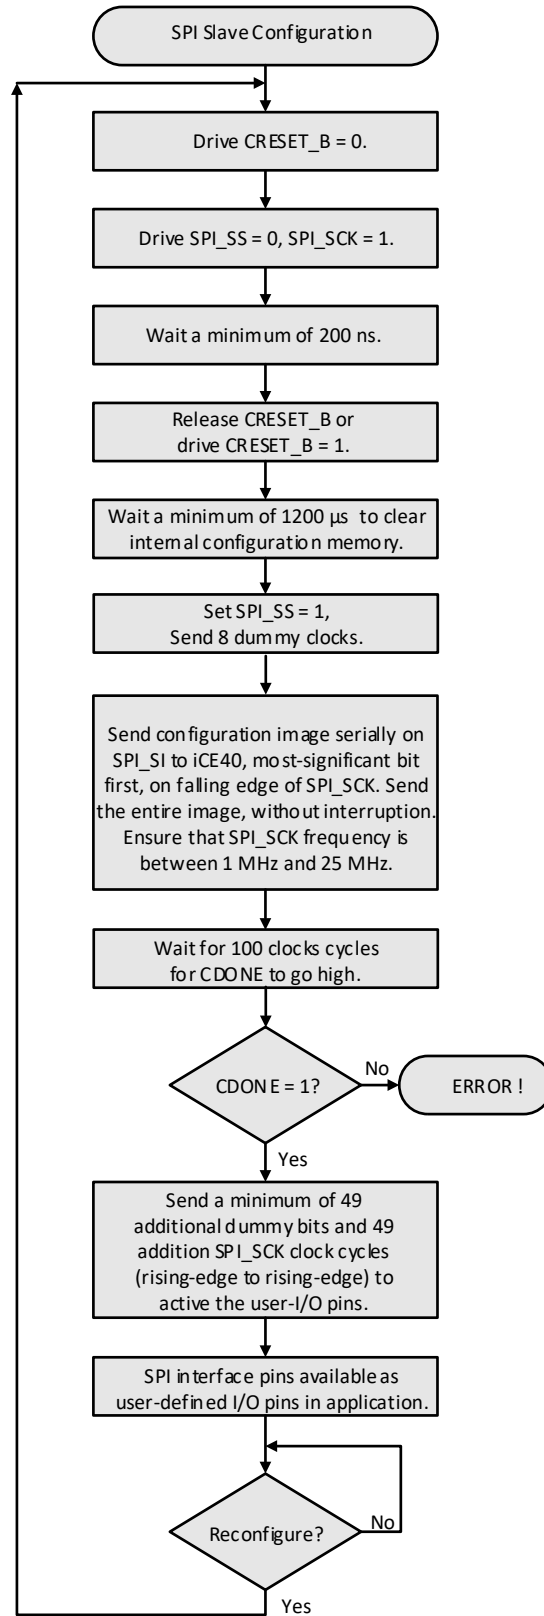 SPI Slave Configuration
Drive CRESET_B = 0.
Drive SPI_SS = 0, SPI_SCK = 1.
Wait a minimum of 200 ns.
Release CRESET_B or
drive CRESET_B = 1.
Wait a minimum of 1200 µs to clear
internal configuration memory.
Set SPI_SS = 1,
Send 8 dummy clocks.
Send configuration image serially on
SPI_SI to iCE40, most-significant bit
first, on falling edge of SPI_SCK. Send
the entire image, without interruption.
Ensure that SPI_SCK frequency is
between 1 MHz and 25 MHz.
Wait for 100 clocks cycles
for CDONE to go high.
CDONE = 1?
No
ERROR !
Yes
Send a minimum of 49
additional dummy bits and 49
addition SPI_SCK clock cycles
(rising-edge to rising-edge) to
active the user-I/O pins.
SPI interface pins available as
user-defined I/O pins in application.
Reconfigure?
No
Yes